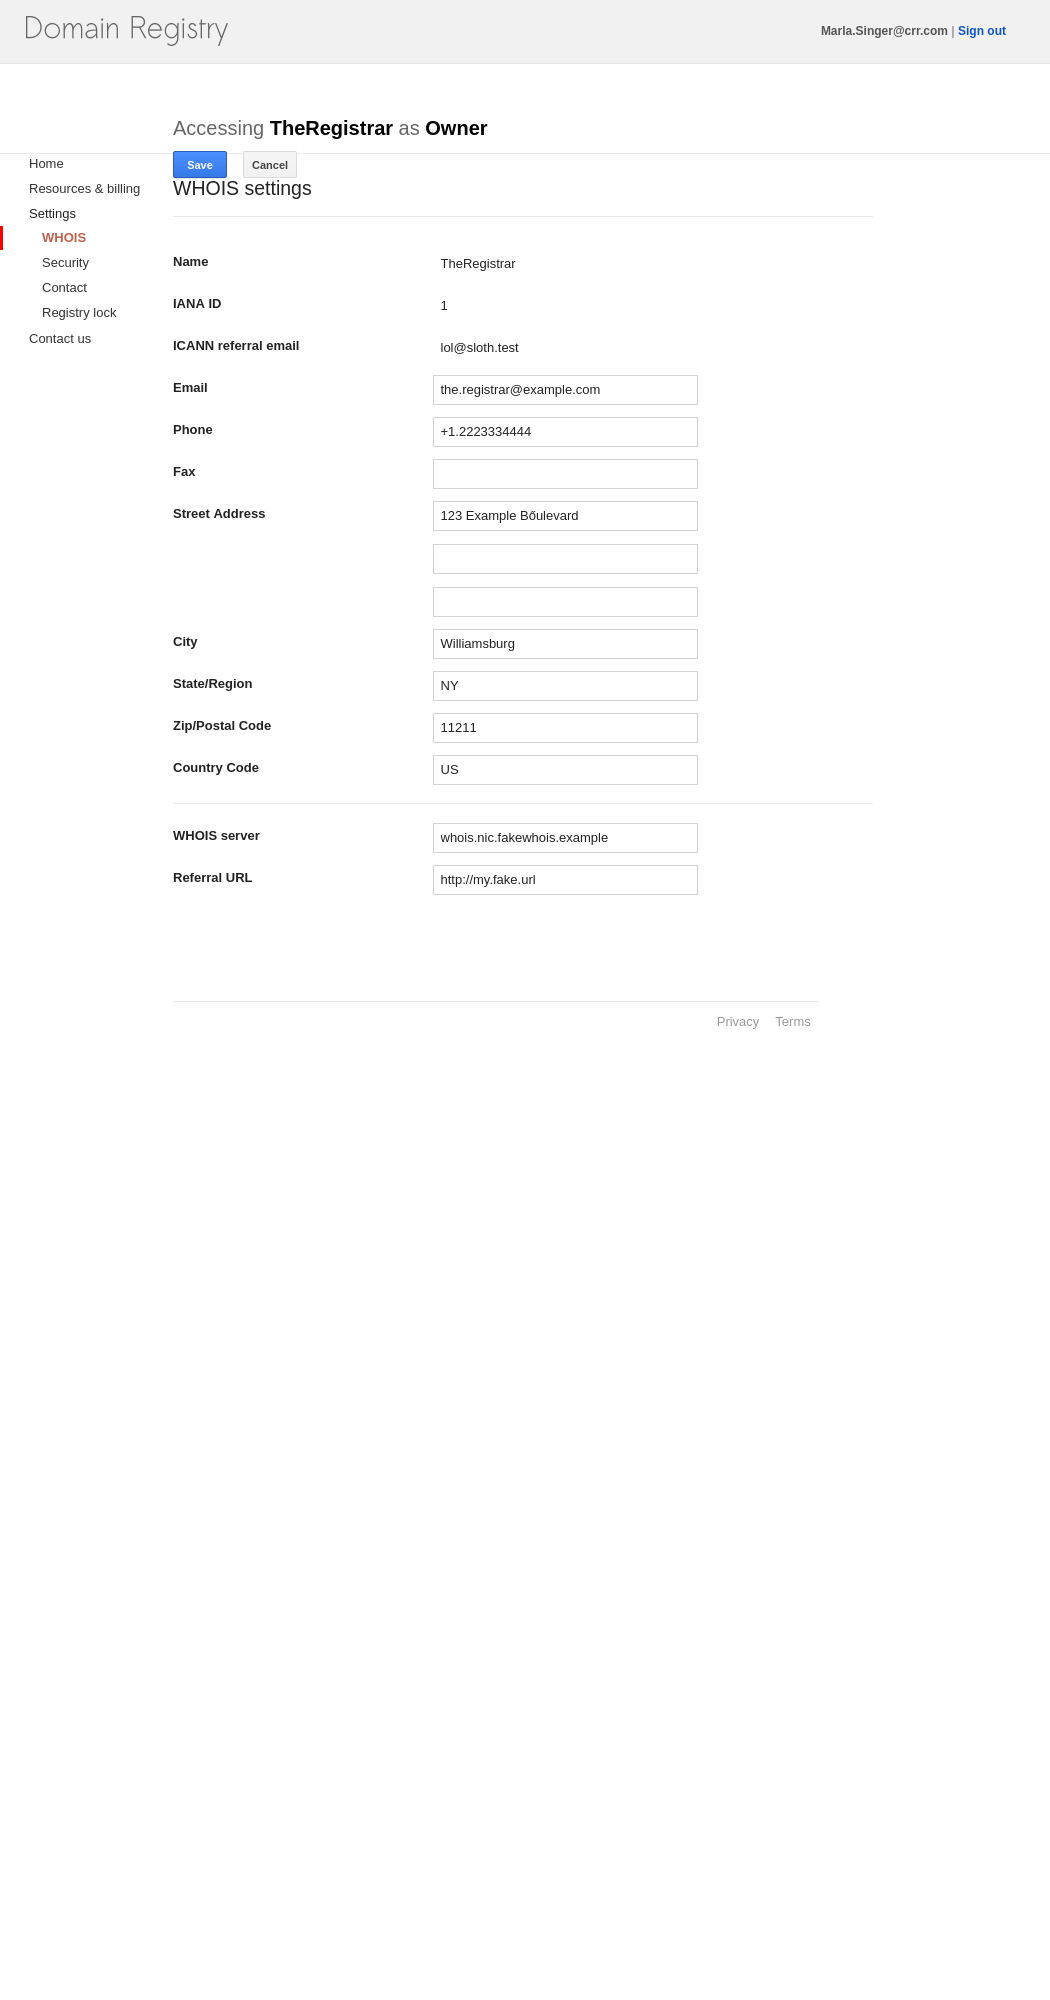 Domain Registry
Marla.Singer@crr.com | Sign out
Accessing TheRegistrar as Owner
Save Cancel
Home
Resources & billing
Settings
WHOIS
Security
Contact
Registry lock
Contact us
WHOIS settings
Name TheRegistrar
IANA ID 1
ICANN referral email lol@sloth.test
Email the.registrar@example.com
Phone +1.2223334444
Fax
Street Address 123 Example Bőulevard
City Williamsburg
State/Region NY
Zip/Postal Code 11211
Country Code US
WHOIS server whois.nic.fakewhois.example
Referral URL http://my.fake.url
Privacy Terms